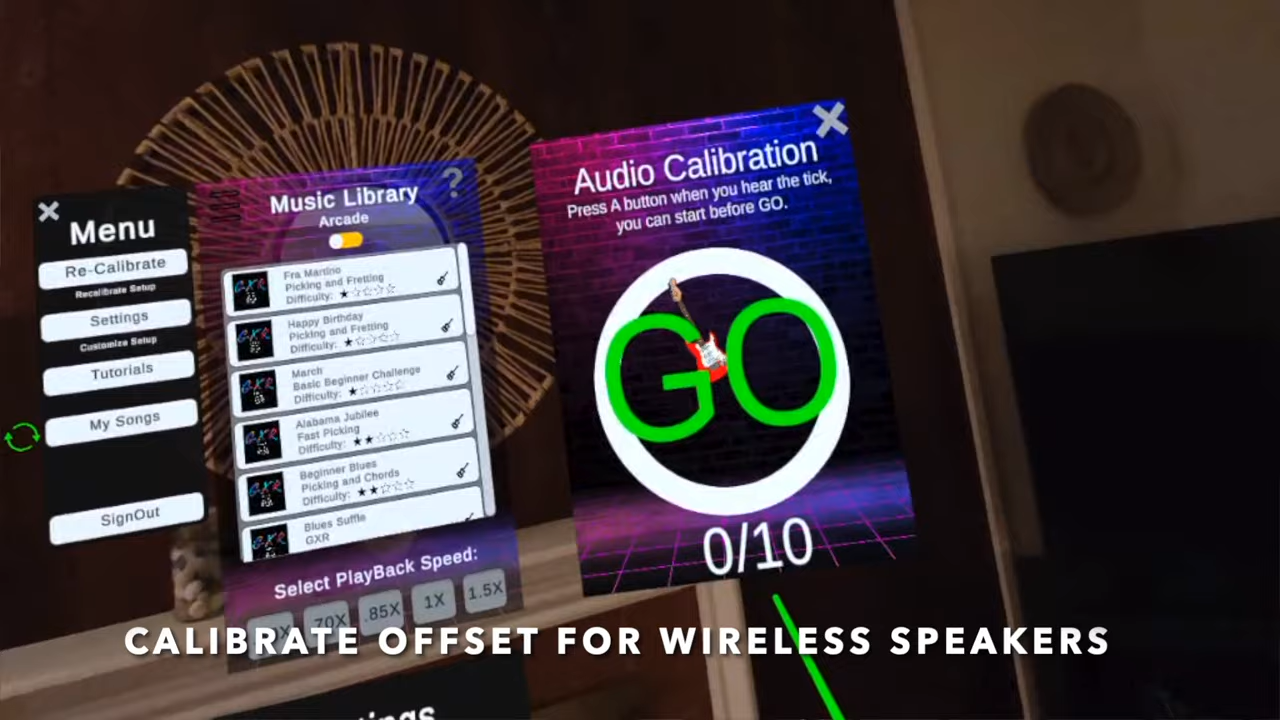 Menu
Re-Calibrate
Recalibrate Setup
Settings
Customize Setup
Tutorials
My Songs
SignOut
Music Library
?
Arcade
Fra Martino
Picking and Fretting
Difficulty: ★☆☆☆☆
Happy Birthday
Picking and Fretting
Difficulty: ★☆☆☆☆
March
Basic Beginner Challenge
Difficulty: ★☆☆☆☆
Alabama Jubilee
Fast Picking
Difficulty: ★★☆☆☆
Beginner Blues
Picking and Chords
Difficulty: ★★☆☆☆
Blues Suffle
GXR
Select PlayBack Speed:
.70X .85X 1X 1.5X
Audio Calibration
Press A button when you hear the tick,
you can start before GO.
GO
0/10
CALIBRATE OFFSET FOR WIRELESS SPEAKERS